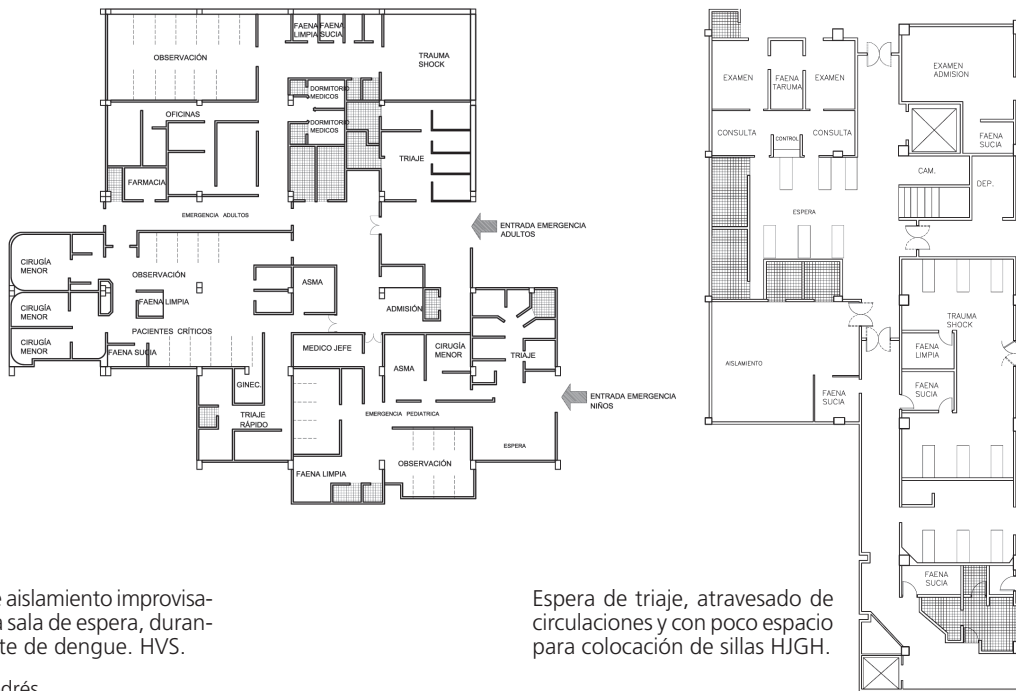 OBSERVACIÓN
FAENA
LIMPIA
FAENA
SUCIA
TRAUMA
SHOCK
DORMITORIO
MEDICOS
DORMITORIO
MEDICOS
OFICINAS
TRIAJE
FARMACIA
EMERGENCIA ADULTOS
ENTRADA EMERGENCIA
ADULTOS
CIRUGÍA
MENOR
OBSERVACIÓN
ASMA
CIRUGÍA
MENOR
FAENA LIMPIA
ADMISIÓN
PACIENTES CRÍTICOS
CIRUGÍA
MENOR
FAENA SUCIA
MEDICO JEFE
ASMA
CIRUGÍA
MENOR
TRIAJE
GINEC.
ENTRADA EMERGENCIA
NIÑOS
TRIAJE
RÁPIDO
EMERGENCIA PEDIATRICA
ESPERA
OBSERVACIÓN
FAENA LIMPIA
EXAMEN
FAENA
TARUMA
EXAMEN
EXAMEN
ADMISION
CONSULTA
CONTROL
CONSULTA
FAENA
SUCIA
CAM.
DEP.
ESPERA
TRAUMA
SHOCK
FAENA
LIMPIA
AISLAMIENTO
FAENA
SUCIA
FAENA
SUCIA
FAENA
SUCIA
e aislamiento improvisa-
a sala de espera, duran-
te de dengue. HVS.
drés
Espera de triaje, atravesado de
circulaciones y con poco espacio
para colocación de sillas HJGH.